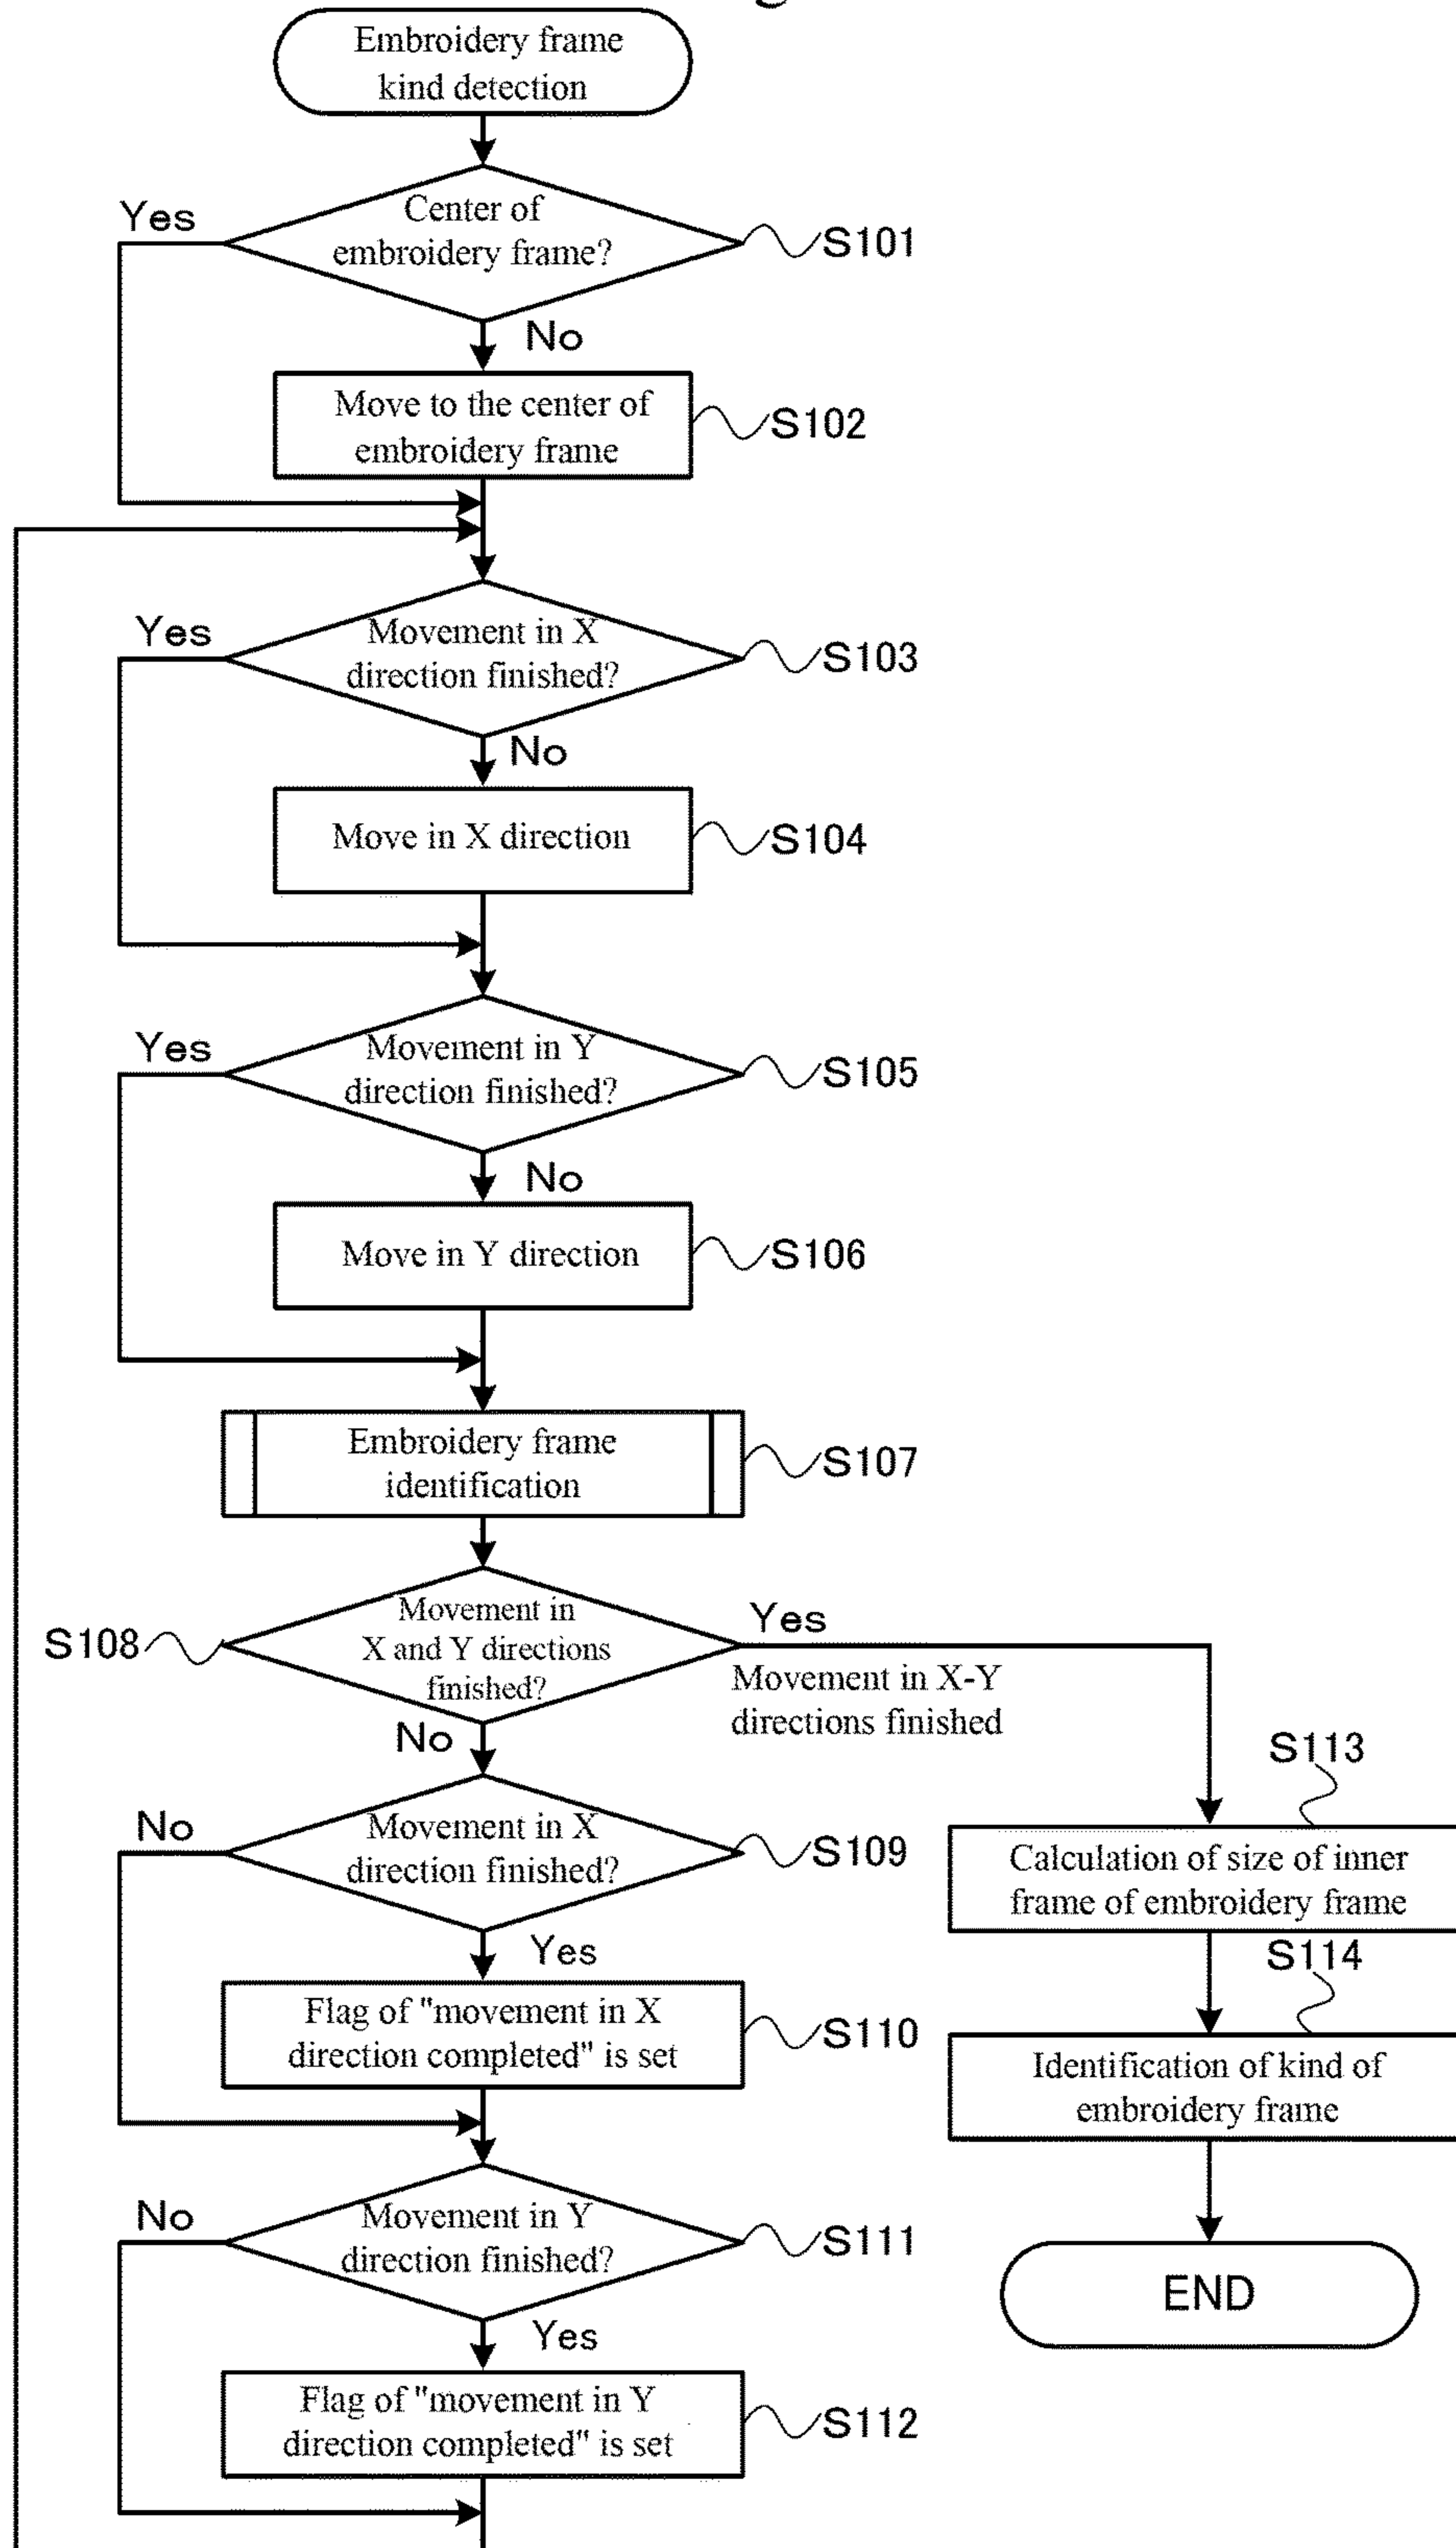 Embroidery frame
kind detection
Yes
Center of
embroidery frame?
S101
No
Move to the center of
embroidery frame
S102
Yes
Movement in X
direction finished?
S103
No
Move in X direction
S104
Yes
Movement in Y
direction finished?
S105
No
Move in Y direction
S106
Embroidery frame
identification
S107
S108
Movement in
X and Y directions
finished?
Yes
Movement in X-Y
directions finished
No
S113
Calculation of size of inner
frame of embroidery frame
S114
Identification of kind of
embroidery frame
END
No
Movement in X
direction finished?
S109
Yes
Flag of "movement in X
direction completed" is set
S110
No
Movement in Y
direction finished?
S111
Yes
Flag of "movement in Y
direction completed" is set
S112